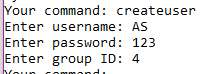 Your command: createuser
Enter username: AS
Enter password: 123
Enter group ID: 4
Your command: